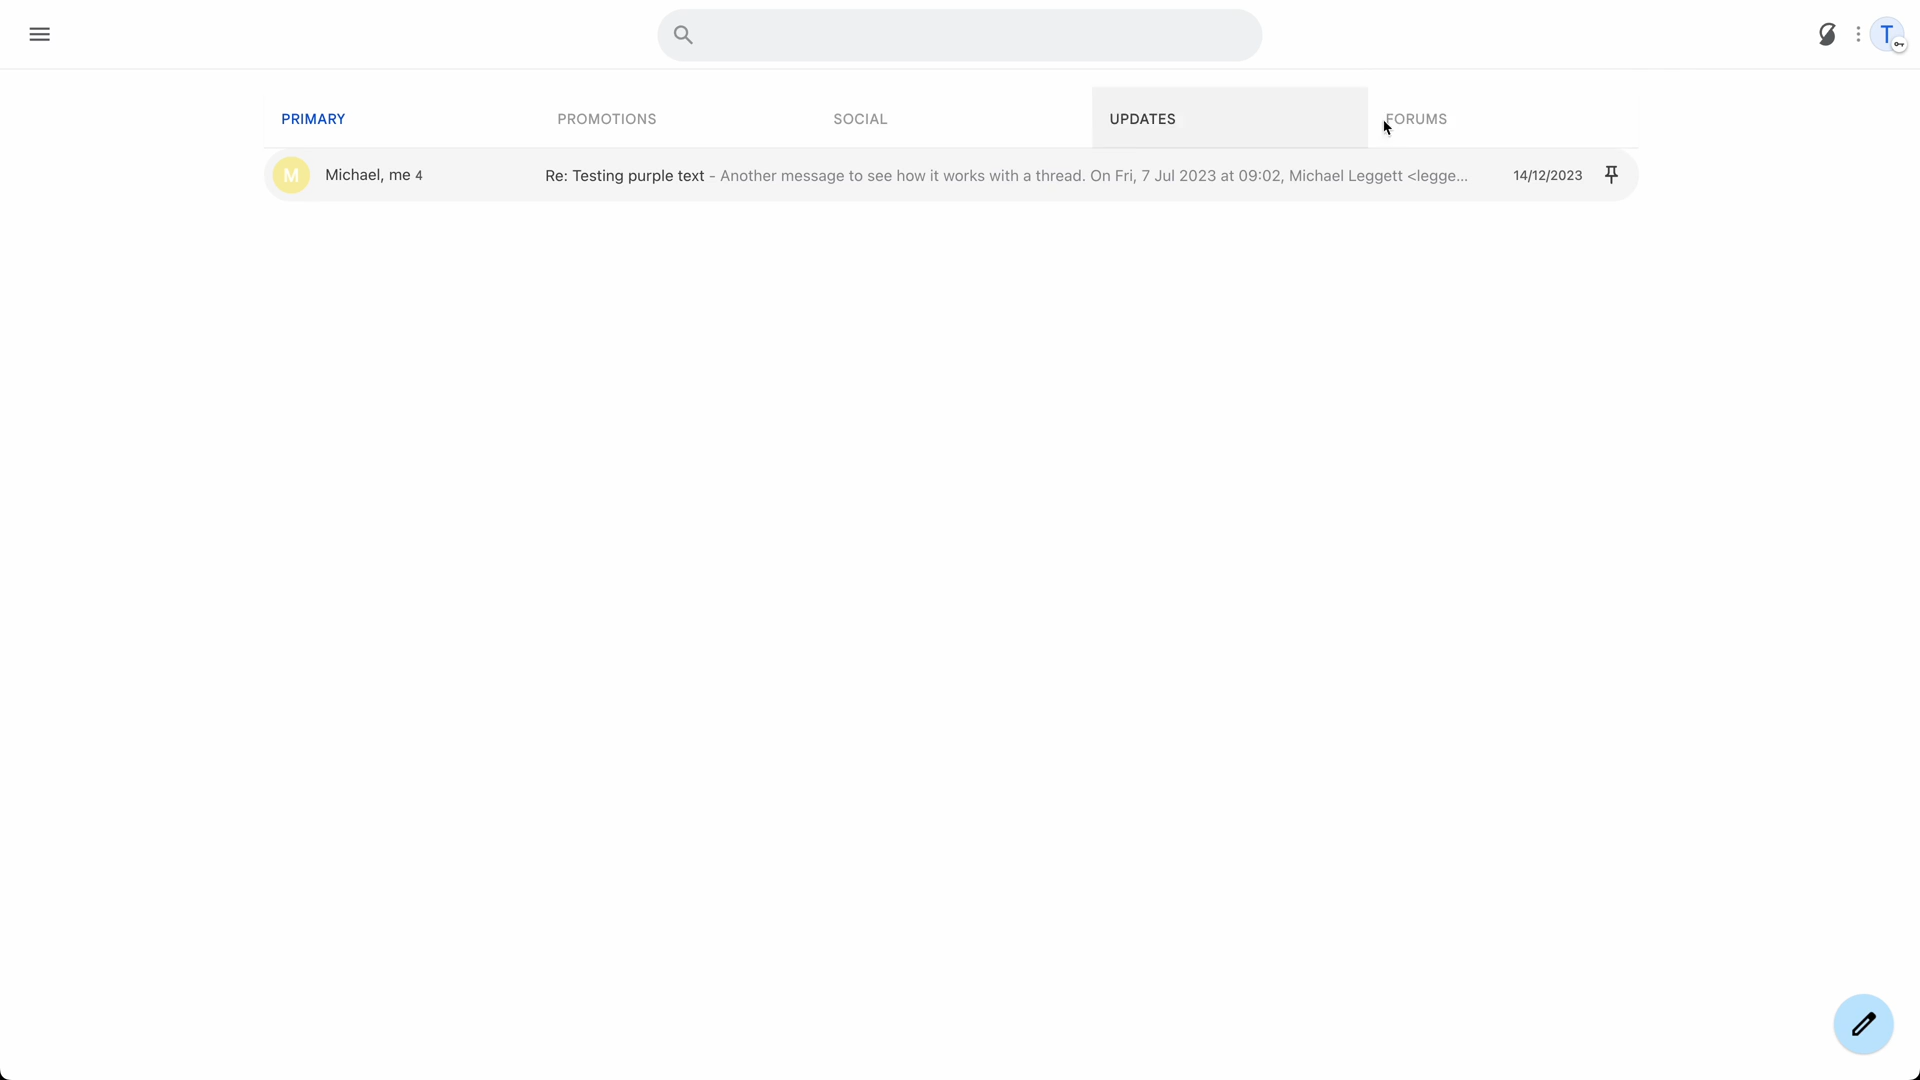 T
PRIMARY PROMOTIONS SOCIAL UPDATES FORUMS
M Michael, me 4 Re: Testing purple text - Another message to see how it works with a thread. On Fri, 7 Jul 2023 at 09:02, Michael Leggett <legge... 14/12/2023